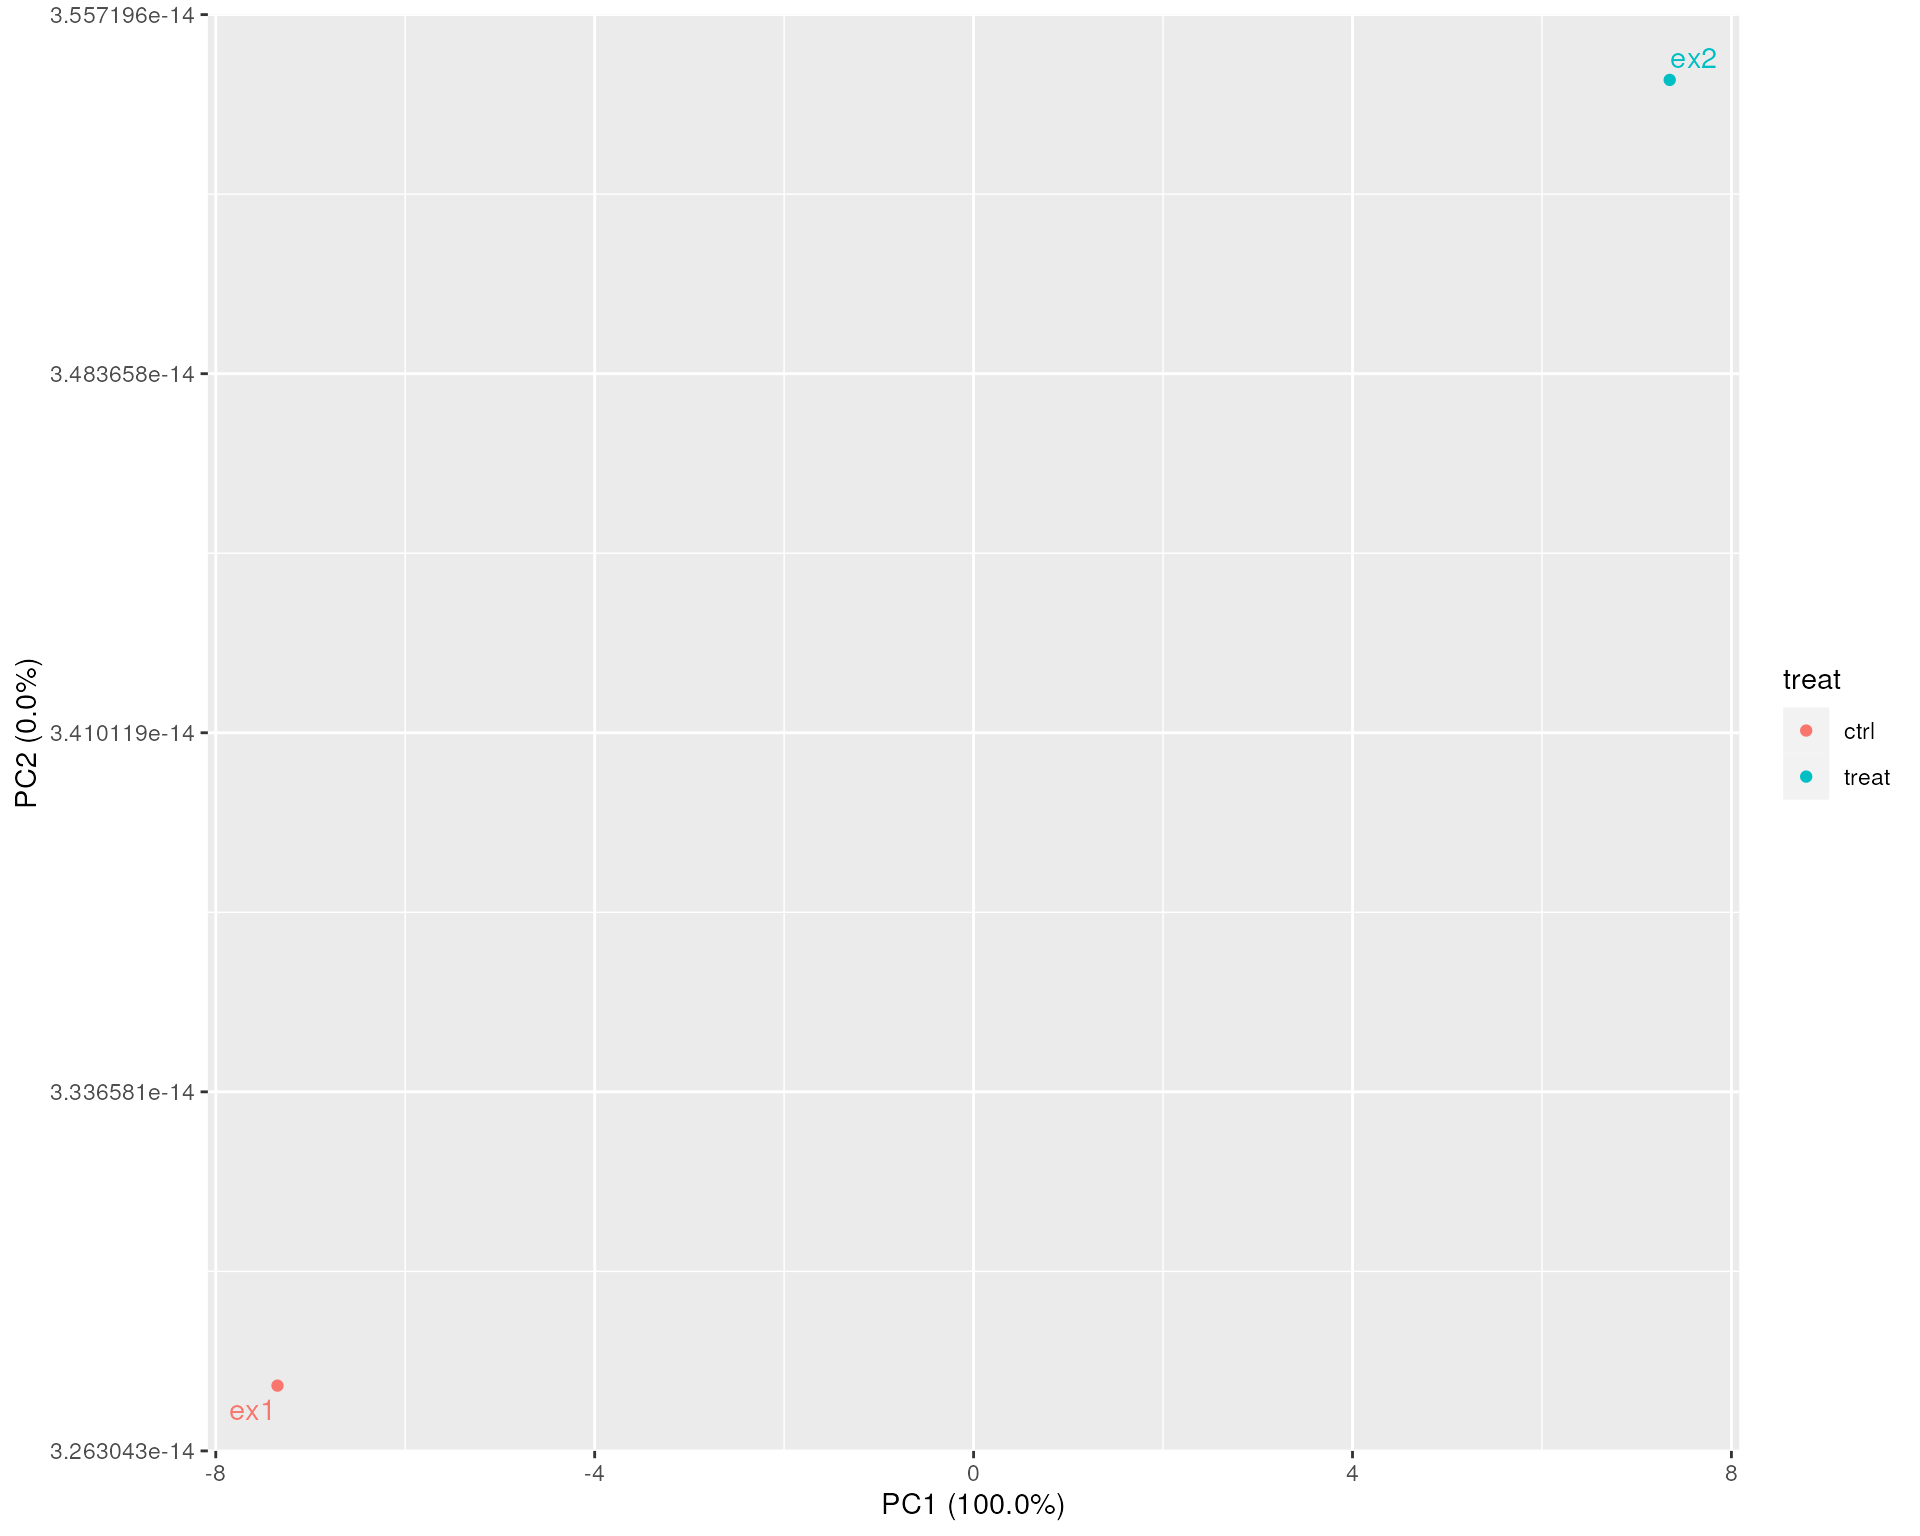 3.557196e-14
ex2
3.483658e-14
PC2 (0.0%)
3.410119e-14
treat
ctrl
treat
3.336581e-14
ex1
3.263043e-14
-8 -4 0 4 8
PC1 (100.0%)